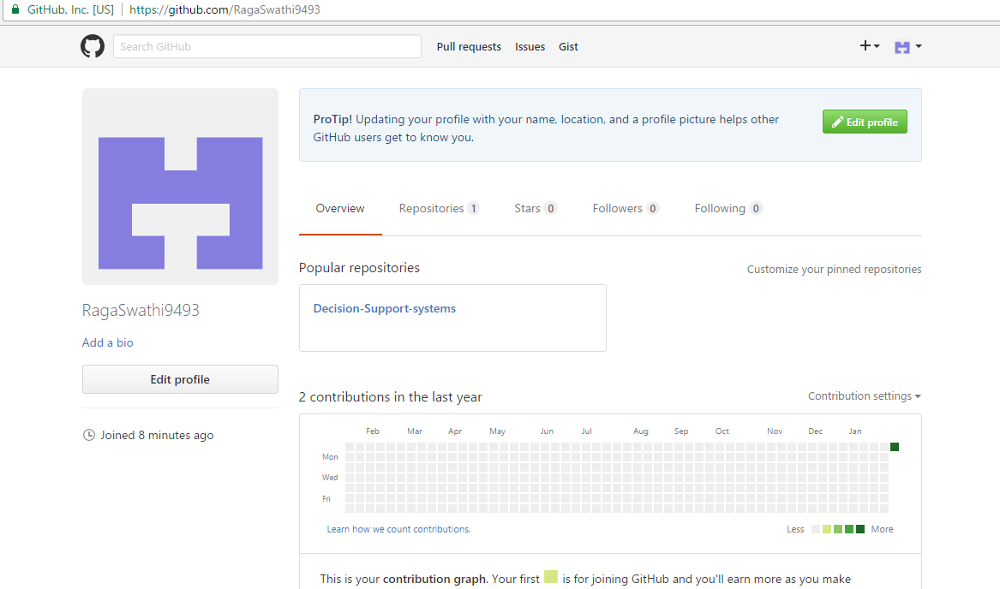 GitHub, Inc. [US] | https://github.com/RagaSwathi9493
Search GitHub Pull requests Issues Gist
ProTip! Updating your profile with your name, location, and a profile picture helps other
GitHub users get to know you.
Edit profile
Overview Repositories 1 Stars 0 Followers 0 Following 0
Popular repositories Customize your pinned repositories
Decision-Support-systems
RagaSwathi9493
Add a bio
Edit profile
Joined 8 minutes ago
2 contributions in the last year Contribution settings
Feb Mar Apr May Jun Jul Aug Sep Oct Nov Dec Jan
Mon
Wed
Fri
Learn how we count contributions. Less More
This is your contribution graph. Your first is for joining GitHub and you'll earn more as you make